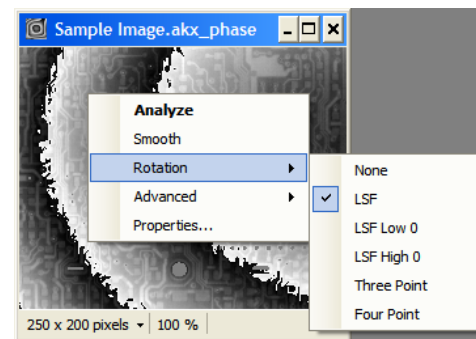 Sample Image.akx_phase
Analyze
Smooth
Rotation
Advanced
Properties...
None
LSF
LSF Low 0
LSF High 0
Three Point
Four Point
250 x 200 pixels
100 %